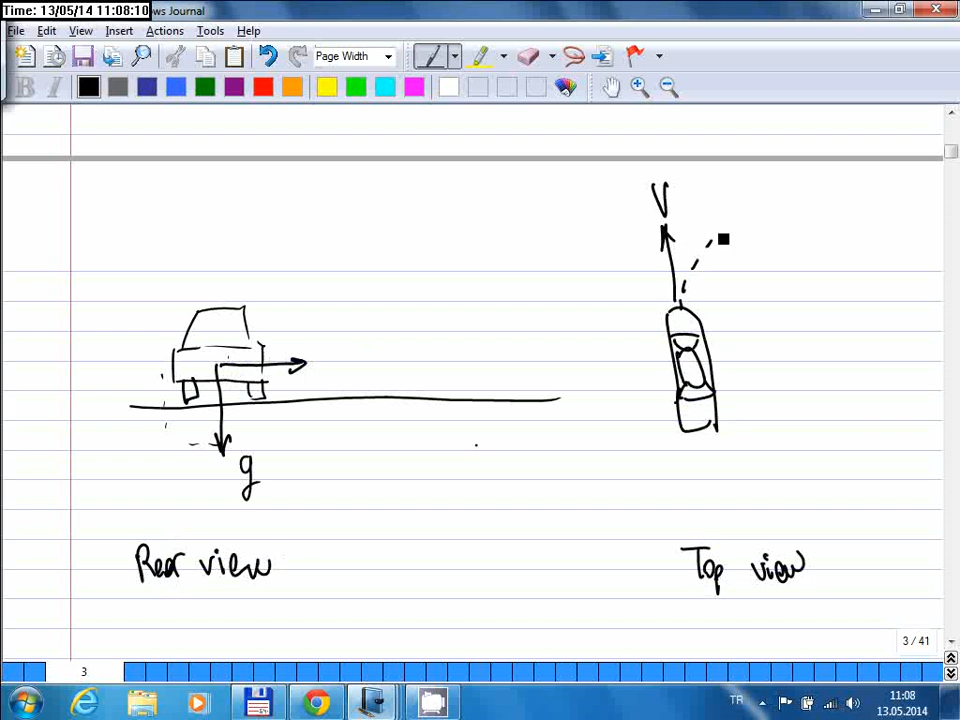 Time: 13/05/14 11:08:10 ows Journal
File Edit View Insert Actions Tools Help
Page Width
B I
V
g
Rear view
Top view
3 / 41
3
TR 11:08
13.05.2014